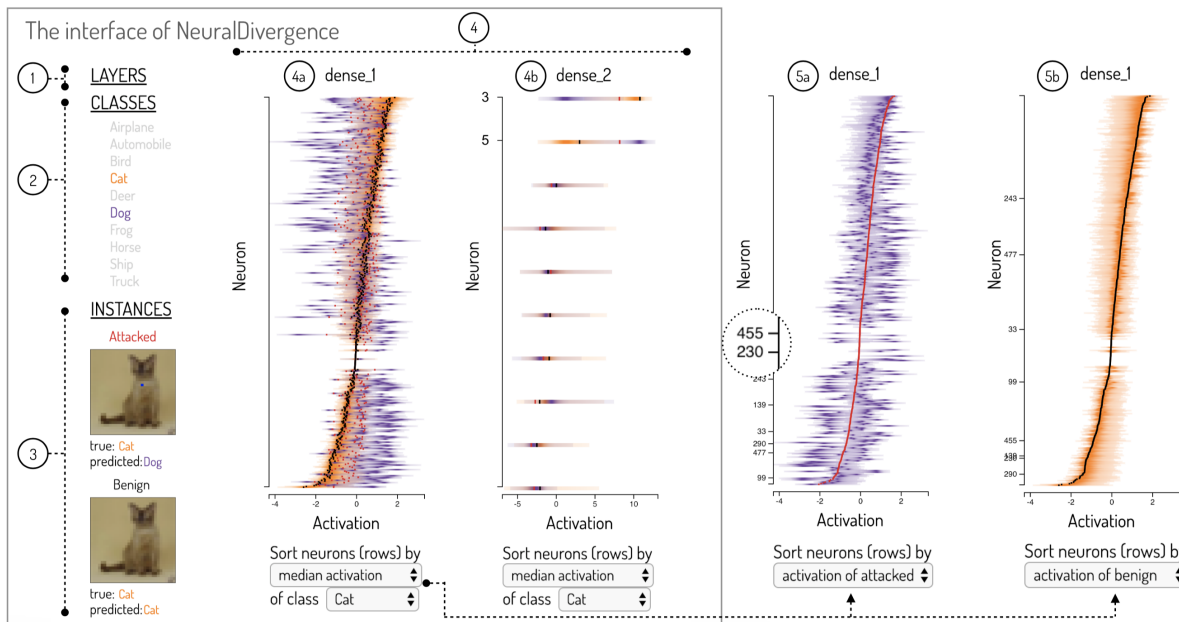 The interface of NeuralDivergence
4
1
LAYERS
2
CLASSES
Airplane
Automobile
Bird
Cat
Deer
Dog
Frog
Horse
Ship
Truck
3
INSTANCES
Attacked
true: Cat
predicted:Dog
Benign
true: Cat
predicted:Cat
4a dense_1
Neuron
-4 -2 0 2
Activation
Sort neurons (rows) by
median activation
of class Cat
4b dense_2
3
5
Neuron
-5 0 5 10
Activation
Sort neurons (rows) by
median activation
of class Cat
5a dense_1
Neuron
455
230
243
139
33
290
477
99
-4 -2 0 2
Activation
Sort neurons (rows) by
activation of attacked
5b dense_1
Neuron
243
477
33
99
455
290
-4 -2 0 2
Activation
Sort neurons (rows) by
activation of benign